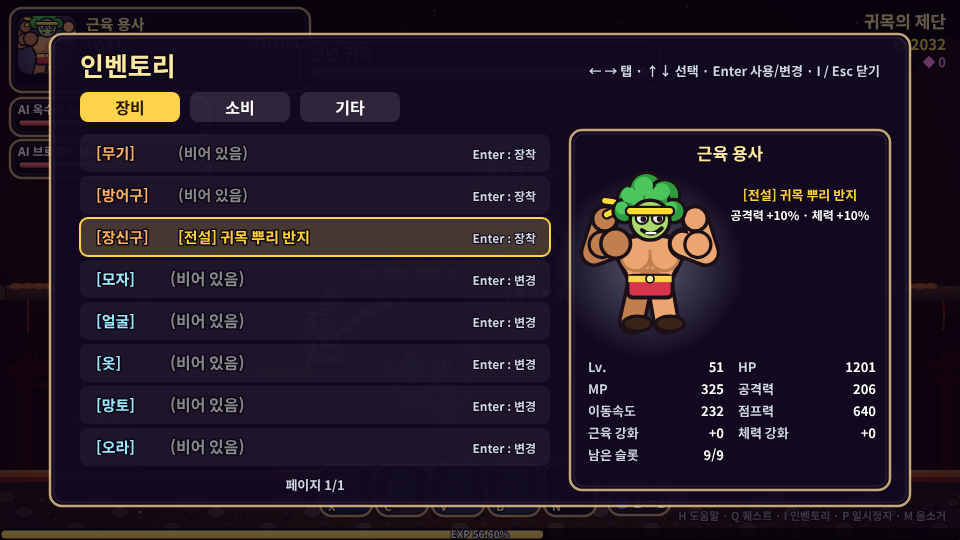 근육 용사
귀목의 제단
2032
0
AI 옥수
AI 브로
인벤토리
←→ 탭 · ↑↓ 선택 · Enter 사용/변경 · I / Esc 닫기
장비
소비
기타
[무기] (비어 있음) Enter : 장착
[방어구] (비어 있음) Enter : 장착
[장신구] [전설] 귀목 뿌리 반지 Enter : 장착
[모자] (비어 있음) Enter : 변경
[얼굴] (비어 있음) Enter : 변경
[옷] (비어 있음) Enter : 변경
[망토] (비어 있음) Enter : 변경
[오라] (비어 있음) Enter : 변경
페이지 1/1
근육 용사
[전설] 귀목 뿌리 반지
공격력 +10% · 체력 +10%
Lv. 51 HP 1201
MP 325 공격력 206
이동속도 232 점프력 640
근육 강화 +0 체력 강화 +0
남은 슬롯 9/9
H 도움말 · Q 퀘스트 · I 인벤토리 · P 일시정지 · M 음소거
EXP 56.60%